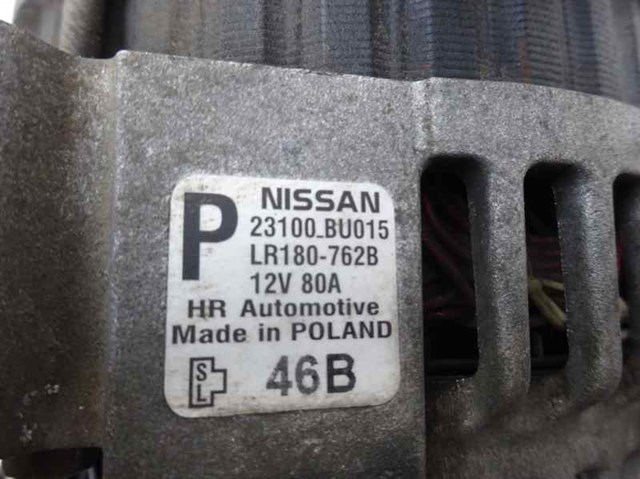 P
NISSAN
23100_BU015
LR180-762B
12V 80A
HR Automotive
Made in POLAND
S
L
46B